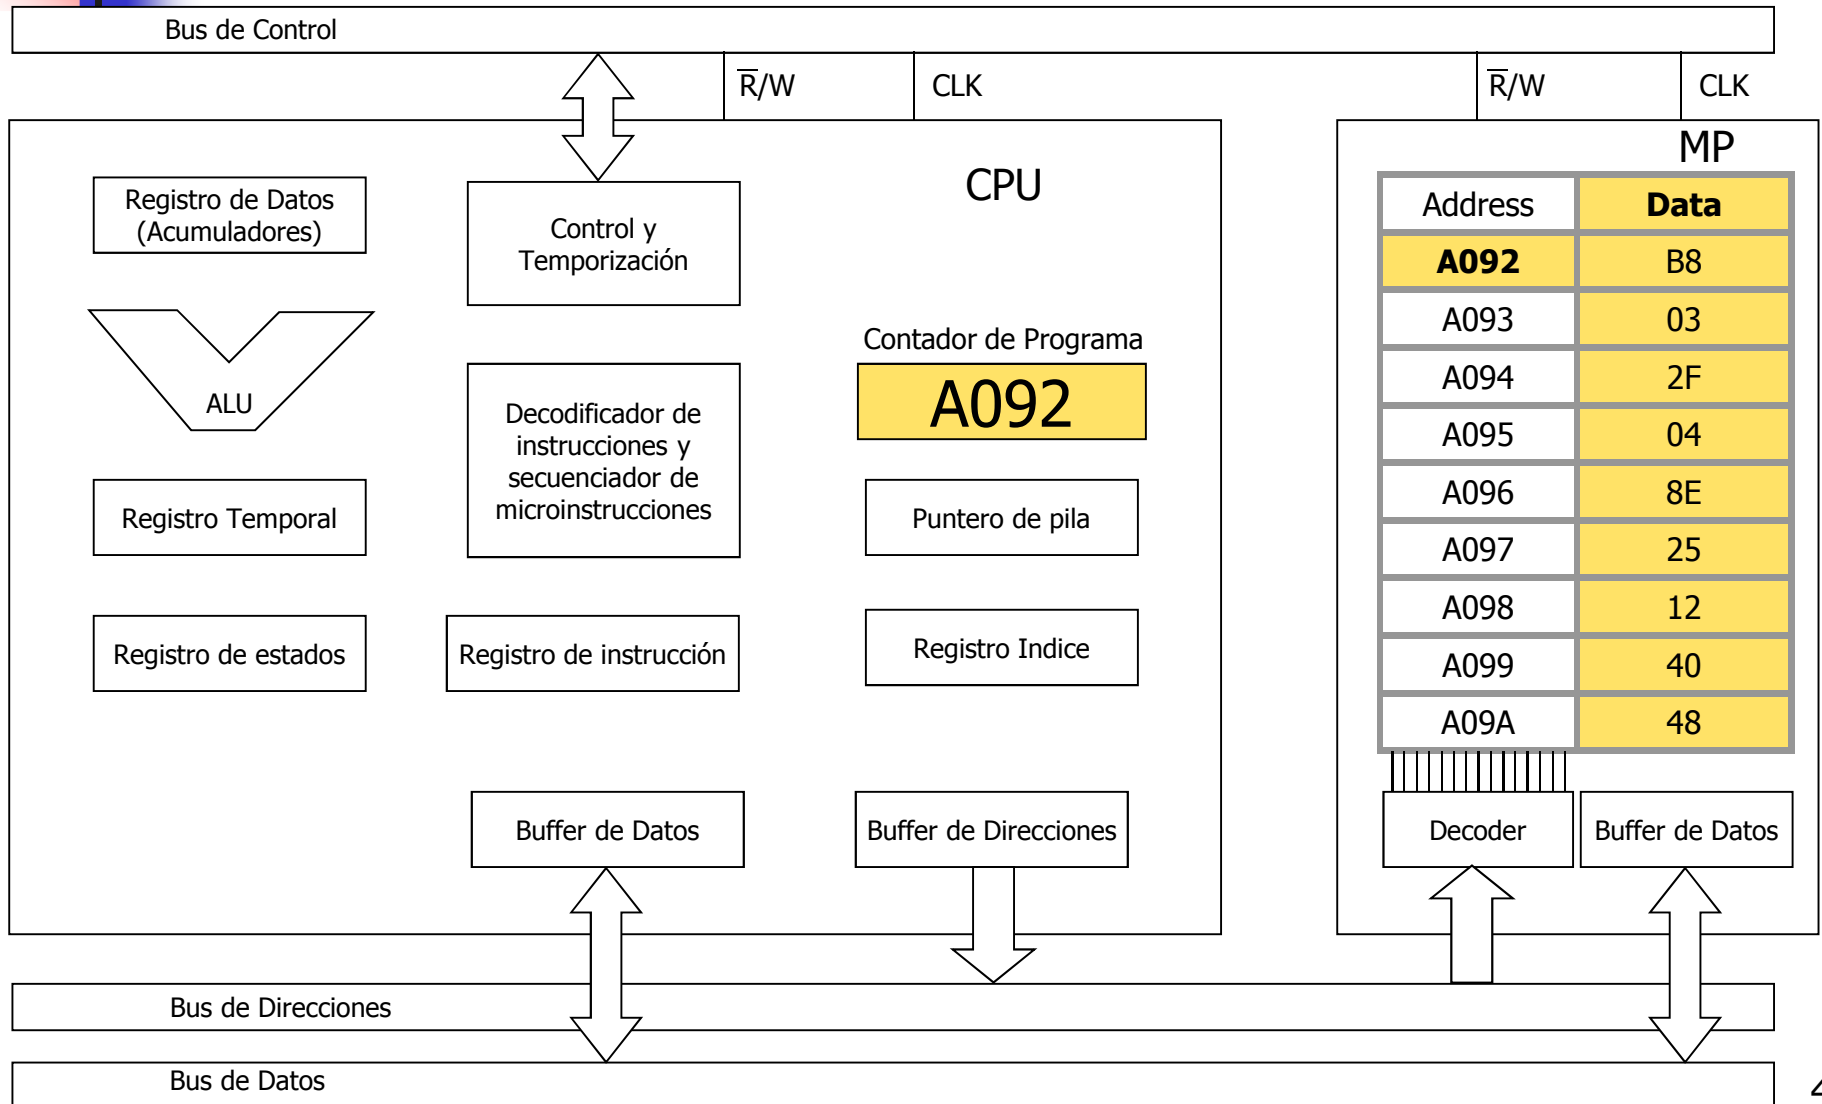 Bus de Control
R̅/W
CLK
R̅/W
CLK
CPU
MP
Registro de Datos
(Acumuladores)
Control y
Temporización
ALU
Decodificador de
instrucciones y
secuenciador de
microinstrucciones
Contador de Programa
A092
Registro Temporal
Puntero de pila
Registro de estados
Registro de instrucción
Registro Indice
Buffer de Datos
Buffer de Direcciones
Address Data
A092 B8
A093 03
A094 2F
A095 04
A096 8E
A097 25
A098 12
A099 40
A09A 48
Decoder
Buffer de Datos
Bus de Direcciones
Bus de Datos